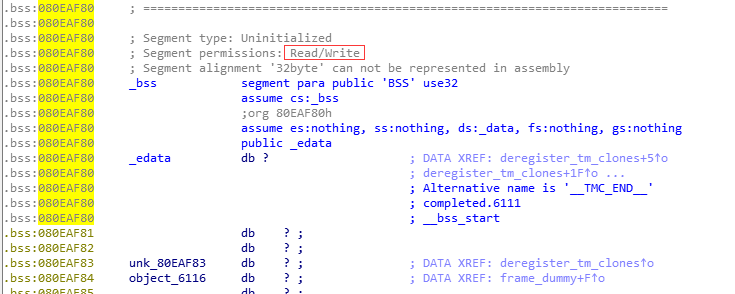 .bss:080EAF80 ; ===========================================================================
.bss:080EAF80
.bss:080EAF80 ; Segment type: Uninitialized
.bss:080EAF80 ; Segment permissions: Read/Write
.bss:080EAF80 ; Segment alignment '32byte' can not be represented in assembly
.bss:080EAF80 _bss segment para public 'BSS' use32
.bss:080EAF80 assume cs:_bss
.bss:080EAF80 ;org 80EAF80h
.bss:080EAF80 assume es:nothing, ss:nothing, ds:_data, fs:nothing, gs:nothing
.bss:080EAF80 public _edata
.bss:080EAF80 _edata db ? ; DATA XREF: deregister_tm_clones+5↑o
.bss:080EAF80 ; deregister_tm_clones+1F↑o ...
.bss:080EAF80 ; Alternative name is '__TMC_END__'
.bss:080EAF80 ; completed.6111
.bss:080EAF80 ; __bss_start
.bss:080EAF81 db ? ;
.bss:080EAF82 db ? ;
.bss:080EAF83 unk_80EAF83 db ? ; ; DATA XREF: deregister_tm_clones↑o
.bss:080EAF84 object_6116 db ? ; ; DATA XREF: frame_dummy+F↑o
.bss:080EAF85 db ? ;